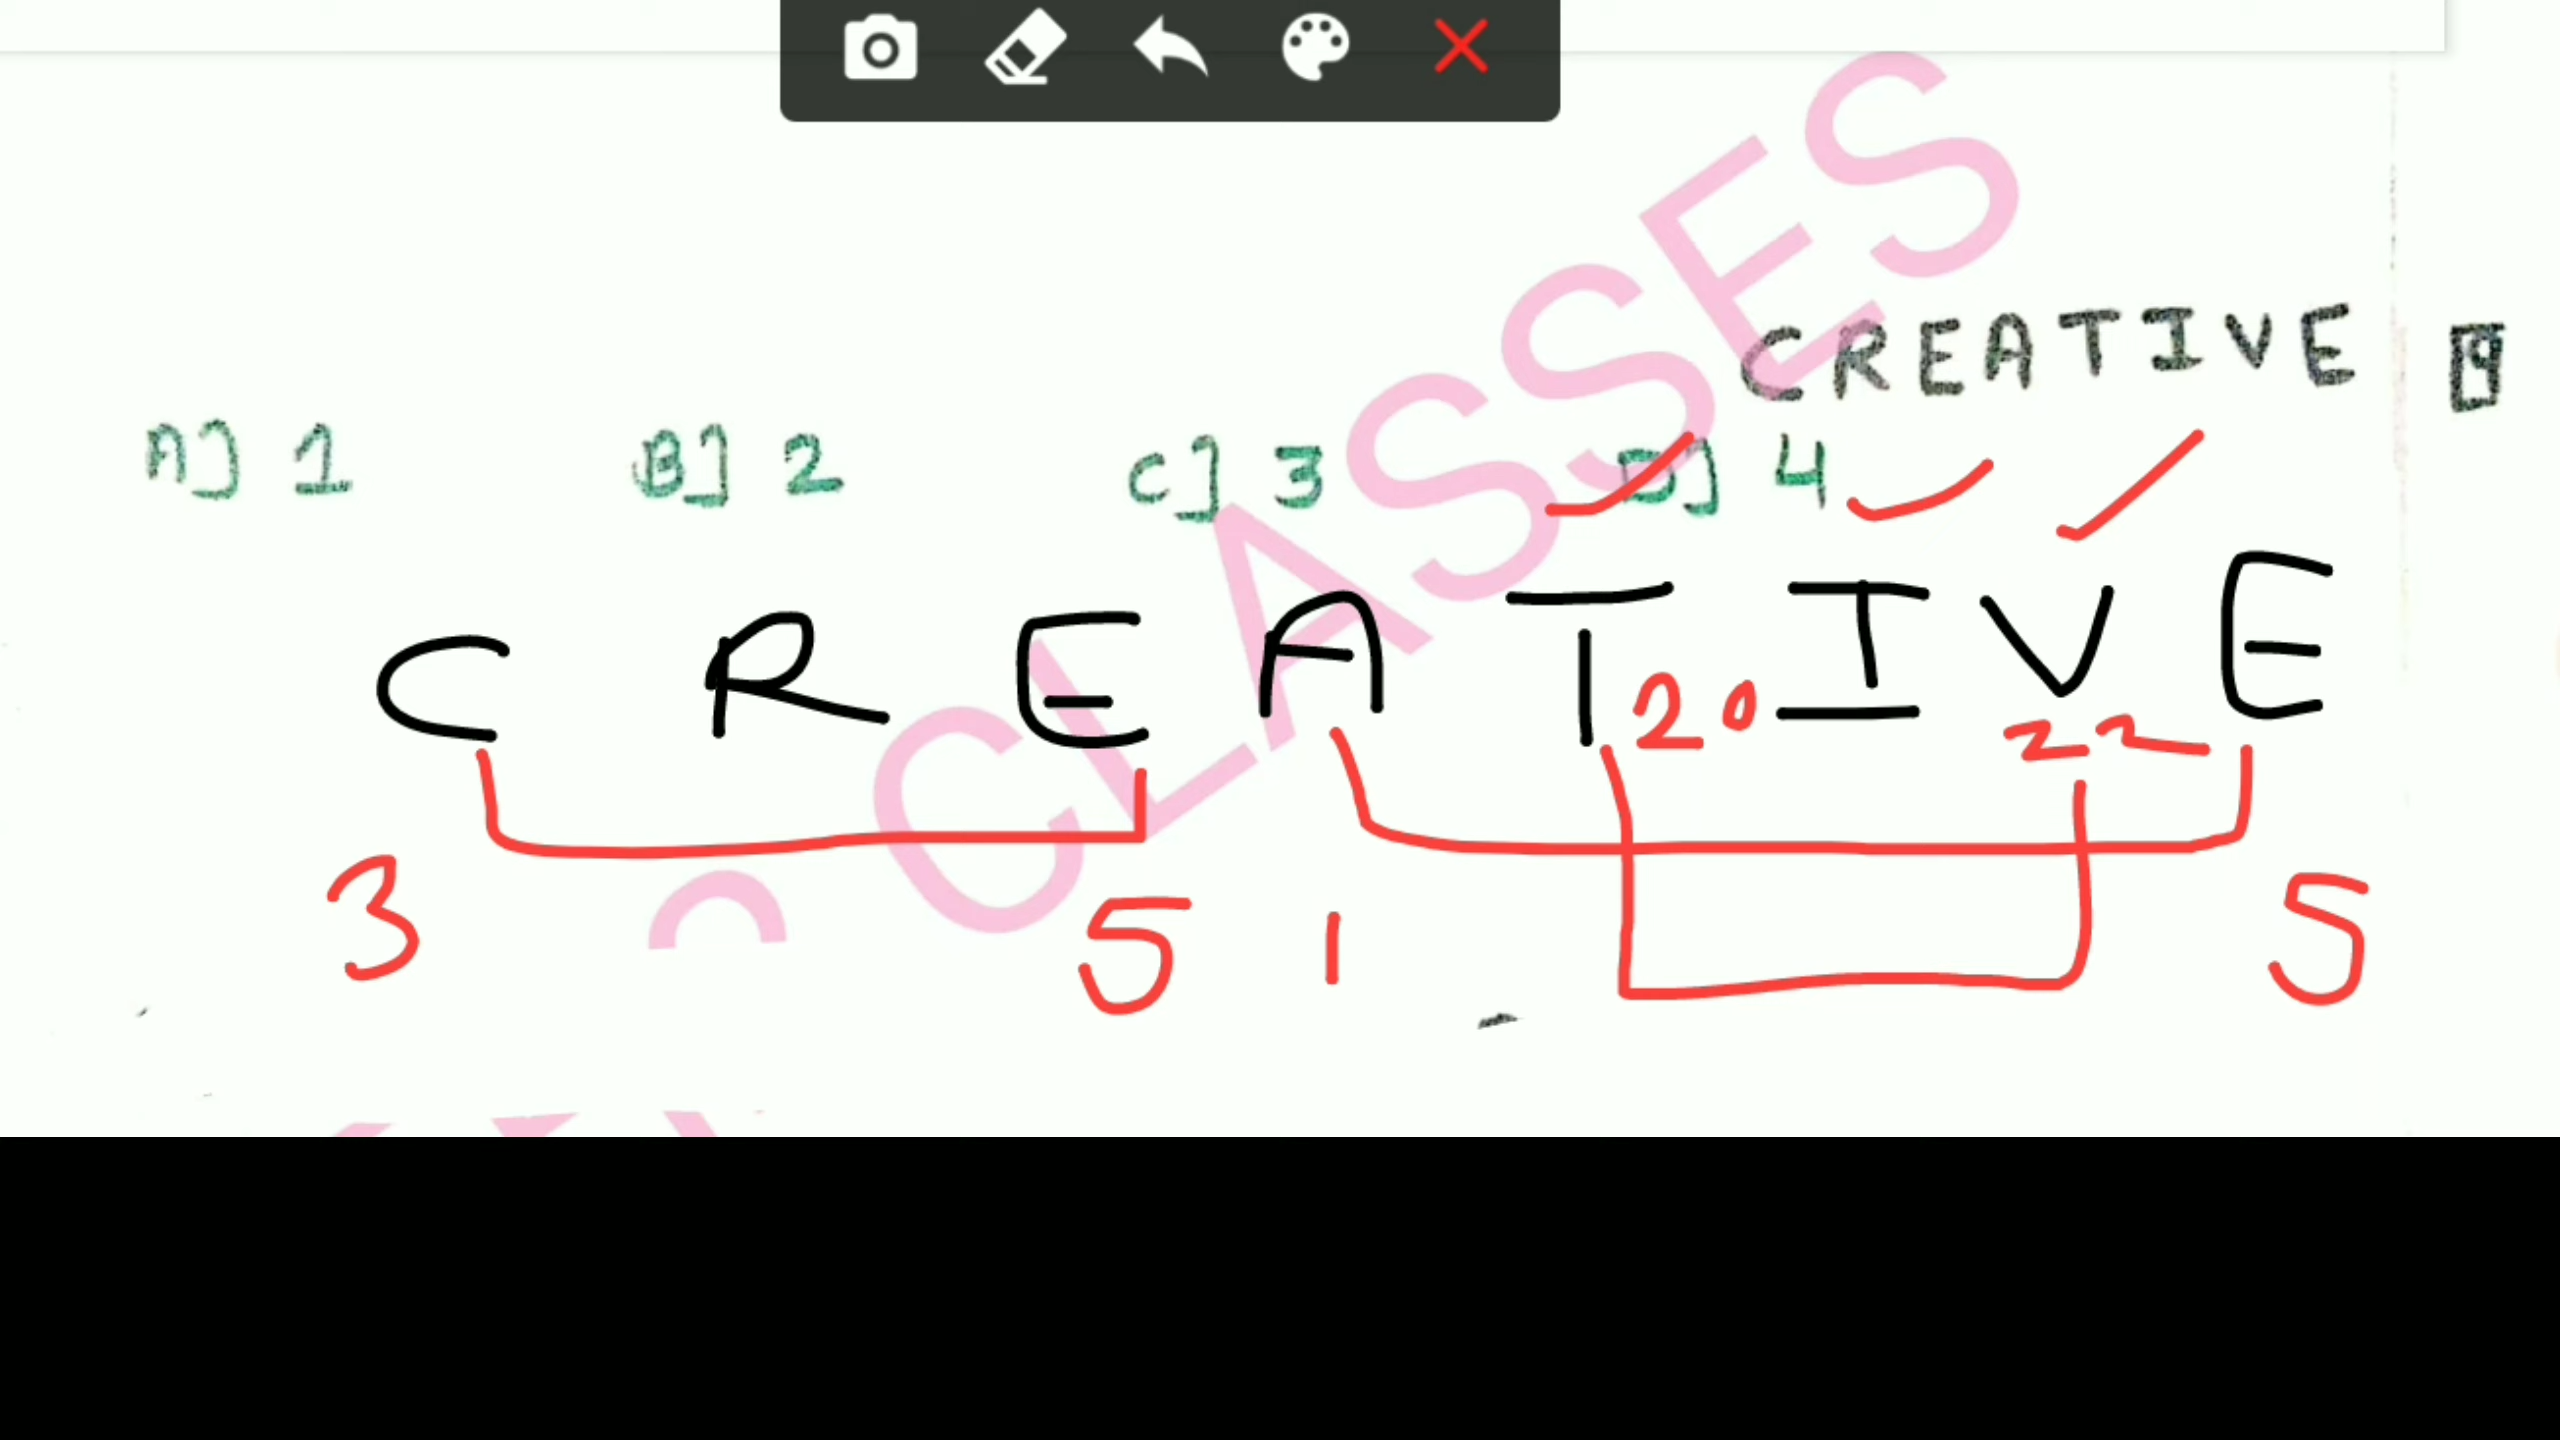 CREATIVE
A] 1 B] 2 C] 3 D] 4
CLASSES
C R E A T I V E
20 22
3 5 1 5